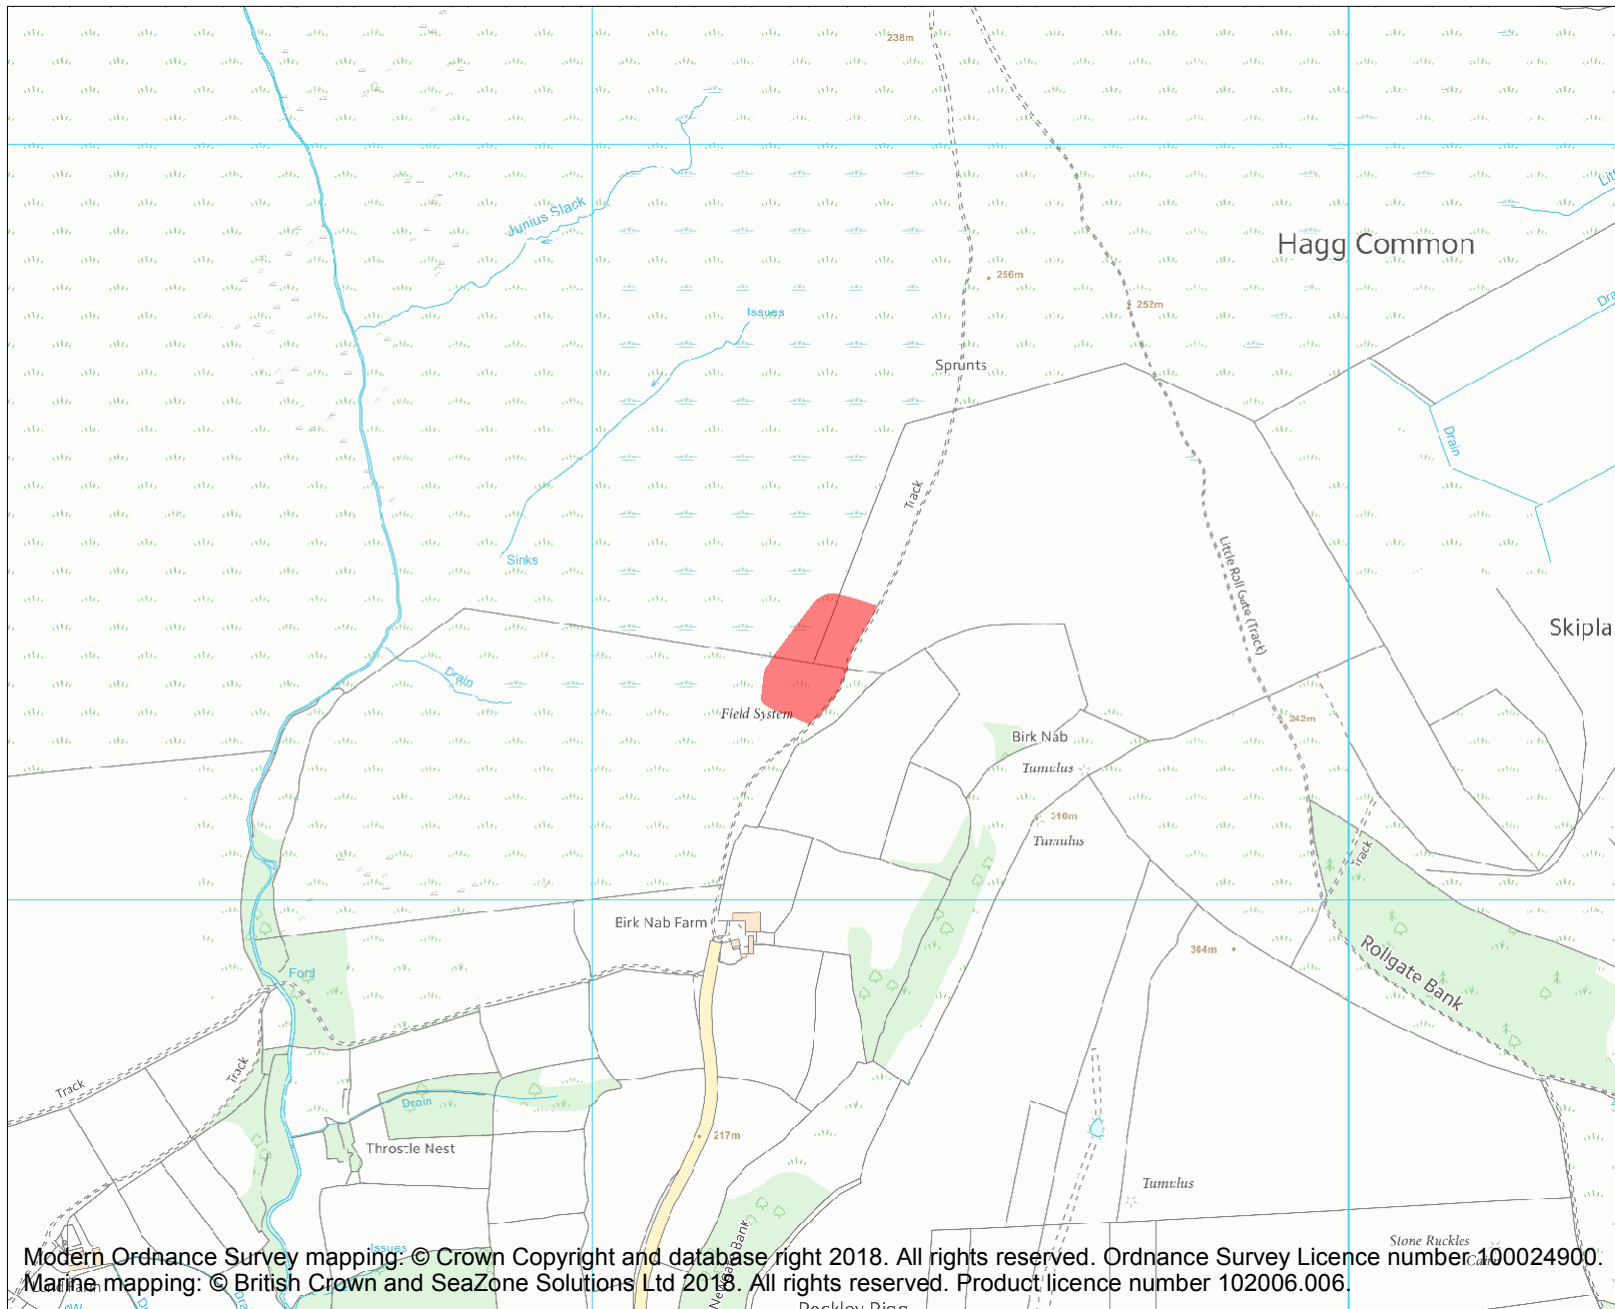 238m
Junius Slack
Hagg Common
256m
252m
Issues
Sprunts
Drain
Track
Sinks
Little Roll Gate (Track)
Skipla
Drain
Field System
242m
Birk Nab
Tumulus
310m
Tumulus
Track
Eirk Nab Farm
304m
Rollgate Bank
Ford
Track
Track
Drain
217m
Throstle Nest
Tumulus
Stone Ruckles
Issues
Modern Ordnance Survey mapping: © Crown Copyright and database right 2018. All rights reserved. Ordnance Survey Licence number 100024900.
Marine mapping: © British Crown and SeaZone Solutions Ltd 2018. All rights reserved. Product licence number 102006.006.